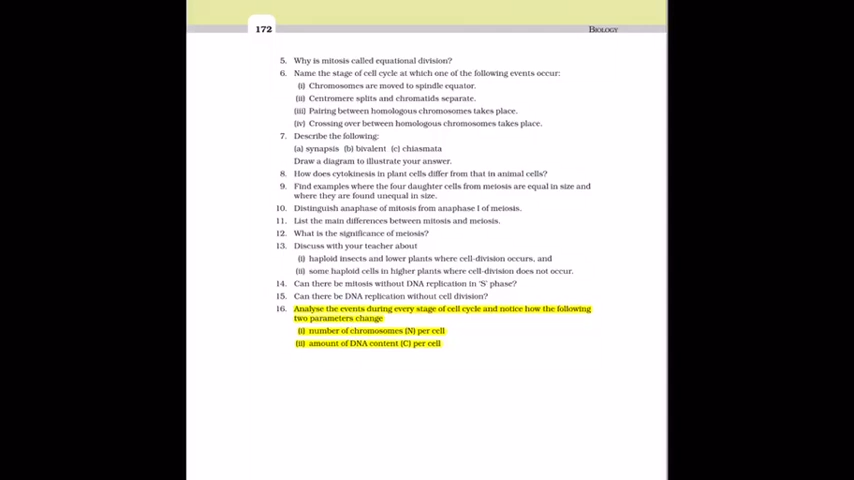 172
BIOLOGY
5. Why is mitosis called equational division?
6. Name the stage of cell cycle at which one of the following events occur:
(i) Chromosomes are moved to spindle equator.
(ii) Centromere splits and chromatids separate.
(iii) Pairing between homologous chromosomes takes place.
(iv) Crossing over between homologous chromosomes takes place.
7. Describe the following:
(a) synapsis (b) bivalent (c) chiasmata
Draw a diagram to illustrate your answer.
8. How does cytokinesis in plant cells differ from that in animal cells?
9. Find examples where the four daughter cells from meiosis are equal in size and
where they are found unequal in size.
10. Distinguish anaphase of mitosis from anaphase I of meiosis.
11. List the main differences between mitosis and meiosis.
12. What is the significance of meiosis?
13. Discuss with your teacher about
(i) haploid insects and lower plants where cell-division occurs, and
(ii) some haploid cells in higher plants where cell-division does not occur.
14. Can there be mitosis without DNA replication in 'S' phase?
15. Can there be DNA replication without cell division?
16. Analyse the events during every stage of cell cycle and notice how the following
two parameters change
(i) number of chromosomes (N) per cell
(ii) amount of DNA content (C) per cell